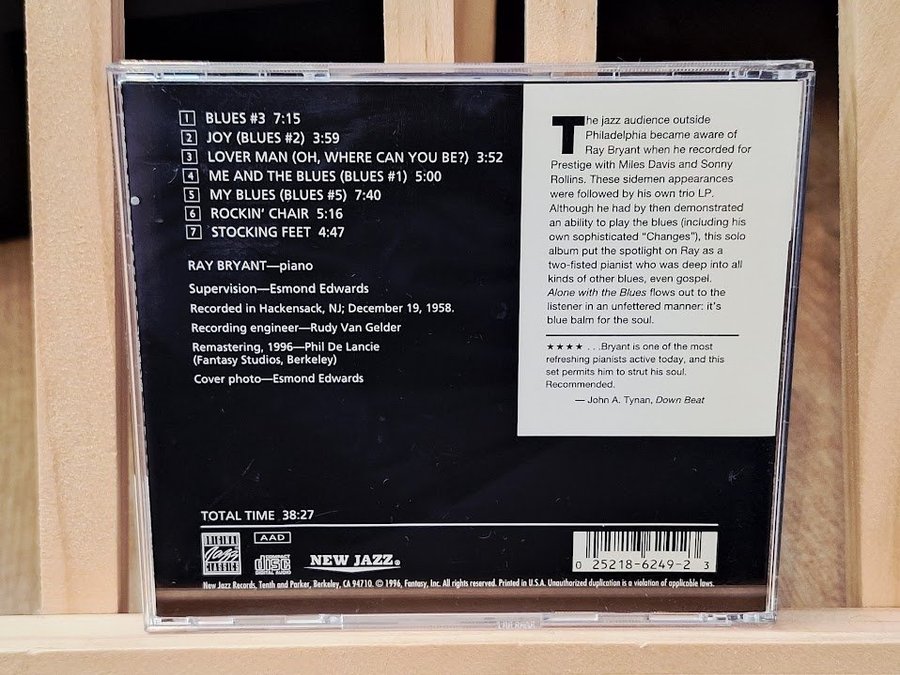 1 BLUES #3 7:15
2 JOY (BLUES #2) 3:59
3 LOVER MAN (OH, WHERE CAN YOU BE?) 3:52
4 ME AND THE BLUES (BLUES #1) 5:00
5 MY BLUES (BLUES #5) 7:40
6 ROCKIN' CHAIR 5:16
7 STOCKING FEET 4:47
RAY BRYANT—piano
Supervision—Esmond Edwards
Recorded in Hackensack, NJ; December 19, 1958.
Recording engineer—Rudy Van Gelder
Remastering, 1996—Phil De Lancie
(Fantasy Studios, Berkeley)
Cover photo—Esmond Edwards
The jazz audience outside
Philadelphia became aware of
Ray Bryant when he recorded for
Prestige with Miles Davis and Sonny
Rollins. These sidemen appearances
were followed by his own trio LP.
Although he had by then demonstrated
an ability to play the blues (including his
own sophisticated "Changes"), this solo
album put the spotlight on Ray as a
two-fisted pianist who was deep into all
kinds of other blues, even gospel.
Alone with the Blues flows out to the
listener in an unfettered manner: it's
blue balm for the soul.
★★★★ . . .Bryant is one of the most
refreshing pianists active today, and this
set permits him to strut his soul.
Recommended.
— John A. Tynan, Down Beat
TOTAL TIME 38:27
ORIGINAL
Jazz
CLASSICS
AAD
COMPACT
disc
DIGITAL AUDIO
NEW JAZZ®
0 25218-6249-2 3
New Jazz Records, Tenth and Parker, Berkeley, CA 94710. © 1996, Fantasy, Inc. All rights reserved. Printed in U.S.A. Unauthorized duplication is a violation of applicable laws.